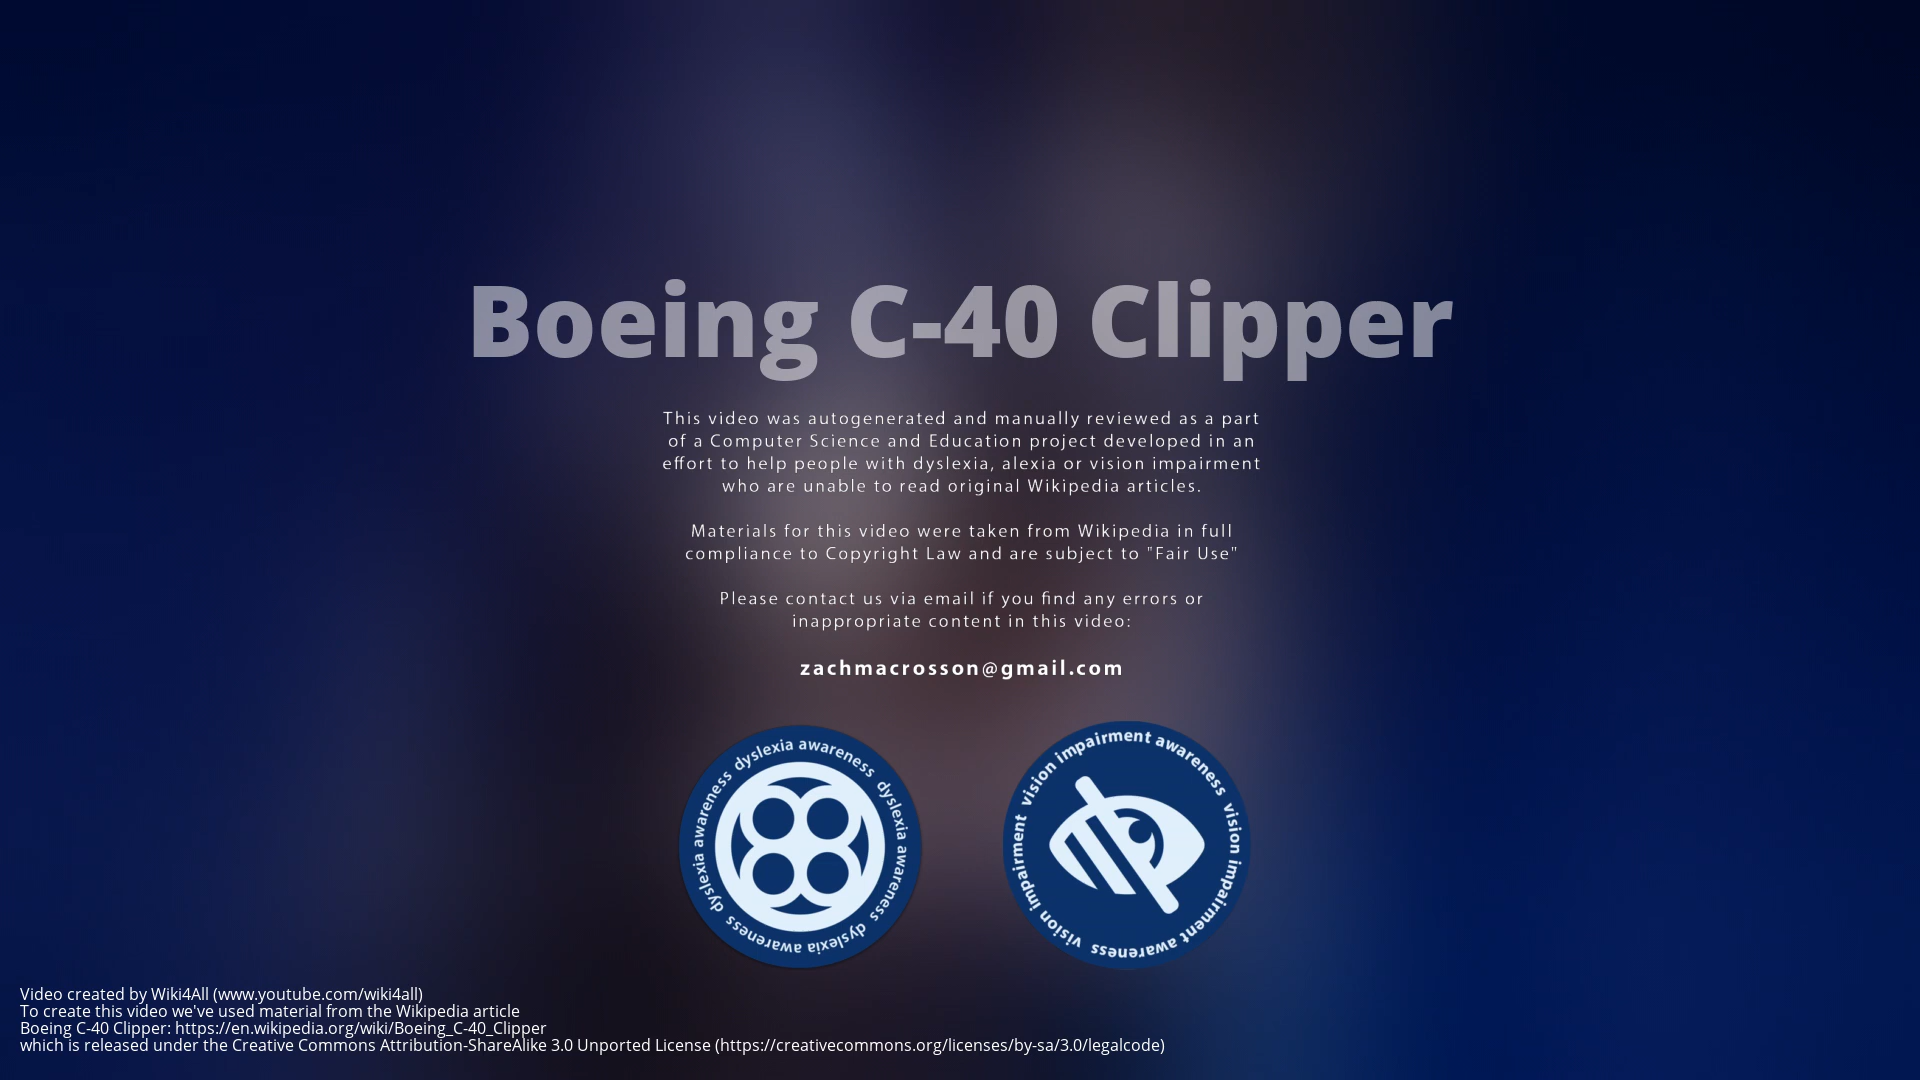 Boeing C-40 Clipper
This video was autogenerated and manually reviewed as a part
of a Computer Science and Education project developed in an
effort to help people with dyslexia, alexia or vision impairment
who are unable to read original Wikipedia articles.
Materials for this video were taken from Wikipedia in full
compliance to Copyright Law and are subject to "Fair Use"
Please contact us via email if you find any errors or
inappropriate content in this video:
zachmacrosson@gmail.com
dyslexia awareness dyslexia awareness dyslexia awareness dyslexia awareness
vision impairment awareness vision impairment awareness vision impairment
Video created by Wiki4All (www.youtube.com/wiki4all)
To create this video we've used material from the Wikipedia article
Boeing C-40 Clipper: https://en.wikipedia.org/wiki/Boeing_C-40_Clipper
which is released under the Creative Commons Attribution-ShareAlike 3.0 Unported License (https://creativecommons.org/licenses/by-sa/3.0/legalcode)